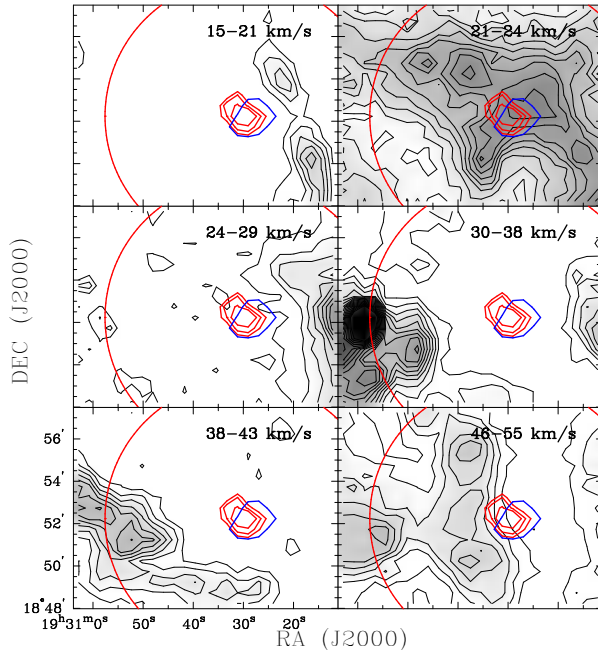 15−21 km/s
21−24 km/s
24−29 km/s
30−38 km/s
38−43 km/s
46−55 km/s
DEC (J2000)
56'
54'
52'
50'
18° 48'
19ʰ31ᵐ0ˢ 50ˢ 40ˢ 30ˢ 20ˢ
RA (J2000)